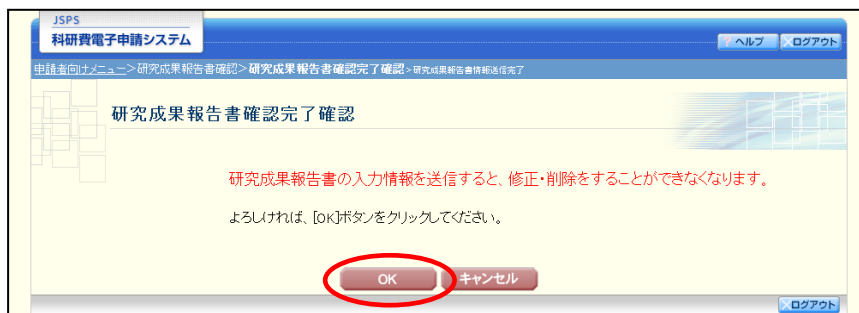 JSPS
科研費電子申請システム
ヘルプ ログアウト
申請者向けメニュー>研究成果報告書確認>研究成果報告書確認完了確認>研究成果報告書情報送信完了
研究成果報告書確認完了確認
研究成果報告書の入力情報を送信すると、修正・削除をすることができなくなります。
よろしければ、[OK]ボタンをクリックしてください。
OK キャンセル
ログアウト